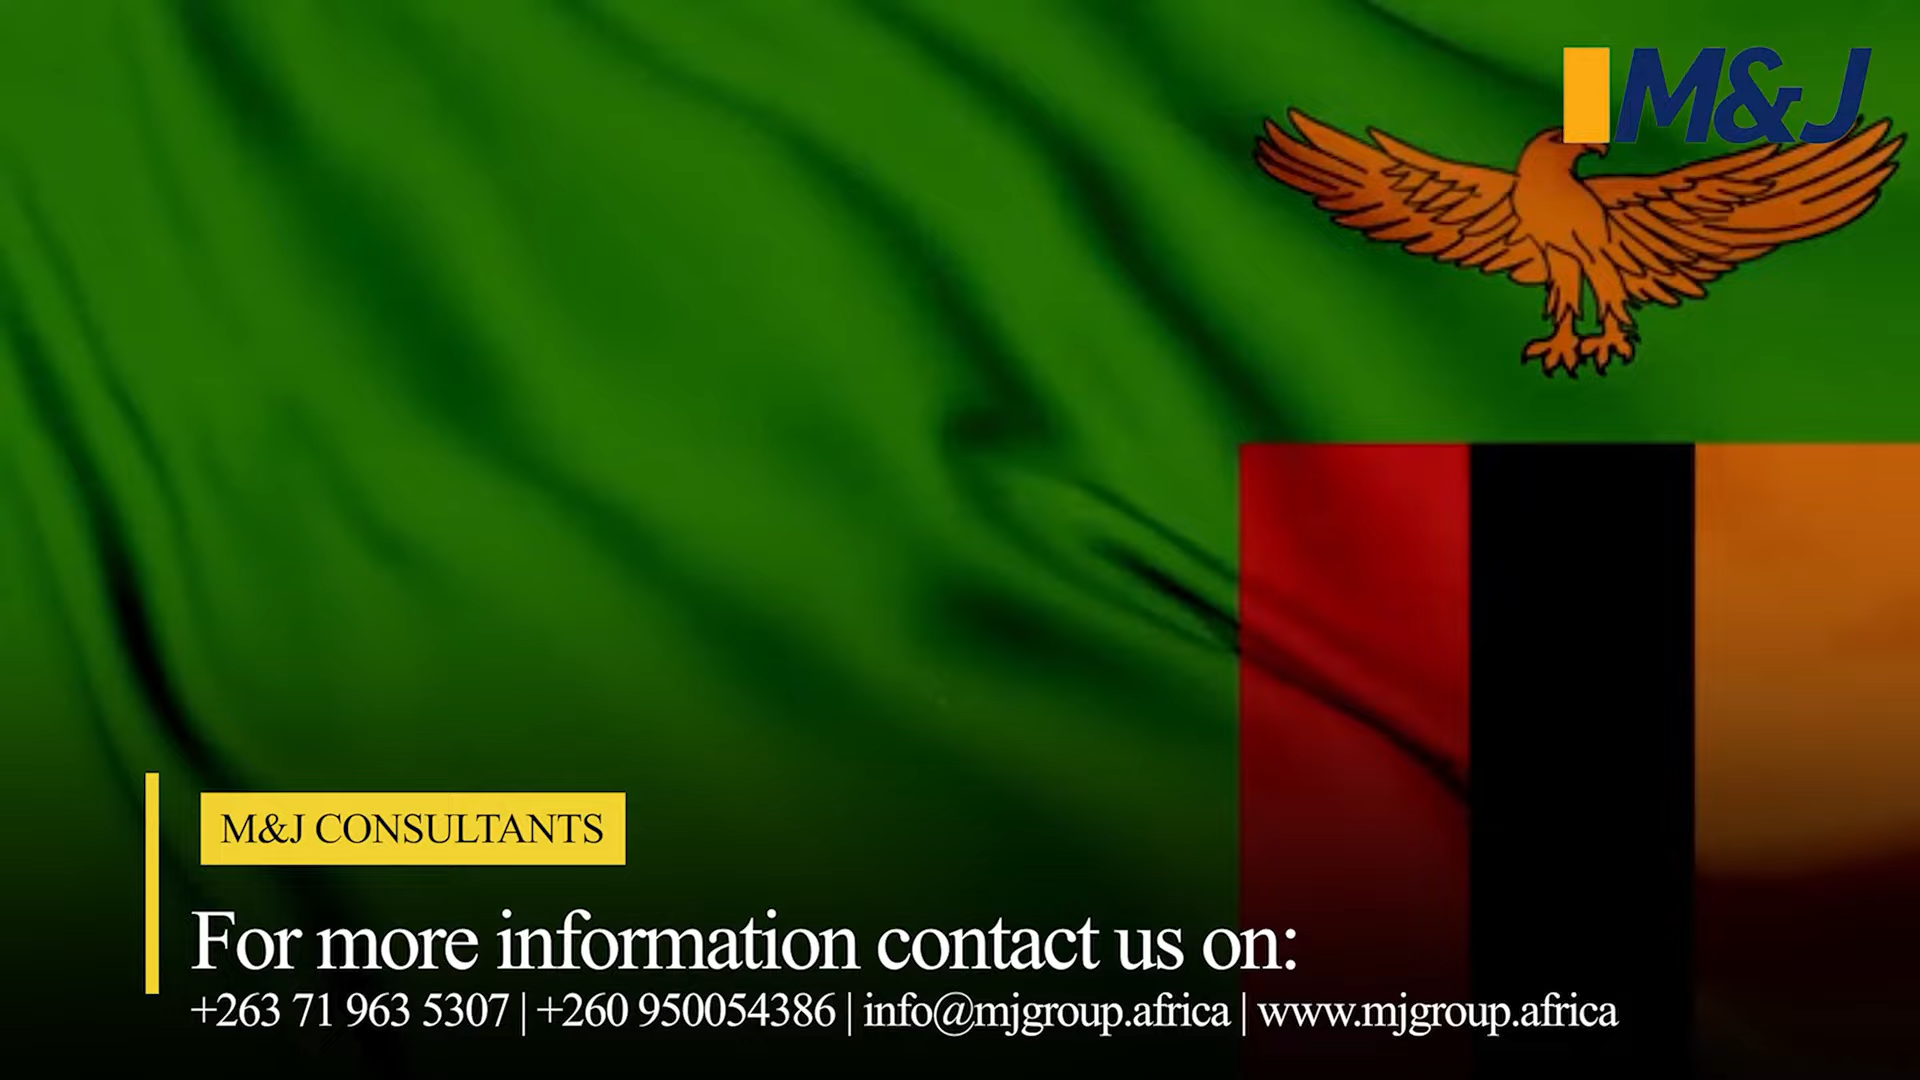 M&J
M&J CONSULTANTS
For more information contact us on:
+263 71 963 5307 | +260 950054386 | info@mjgroup.africa | www.mjgroup.africa